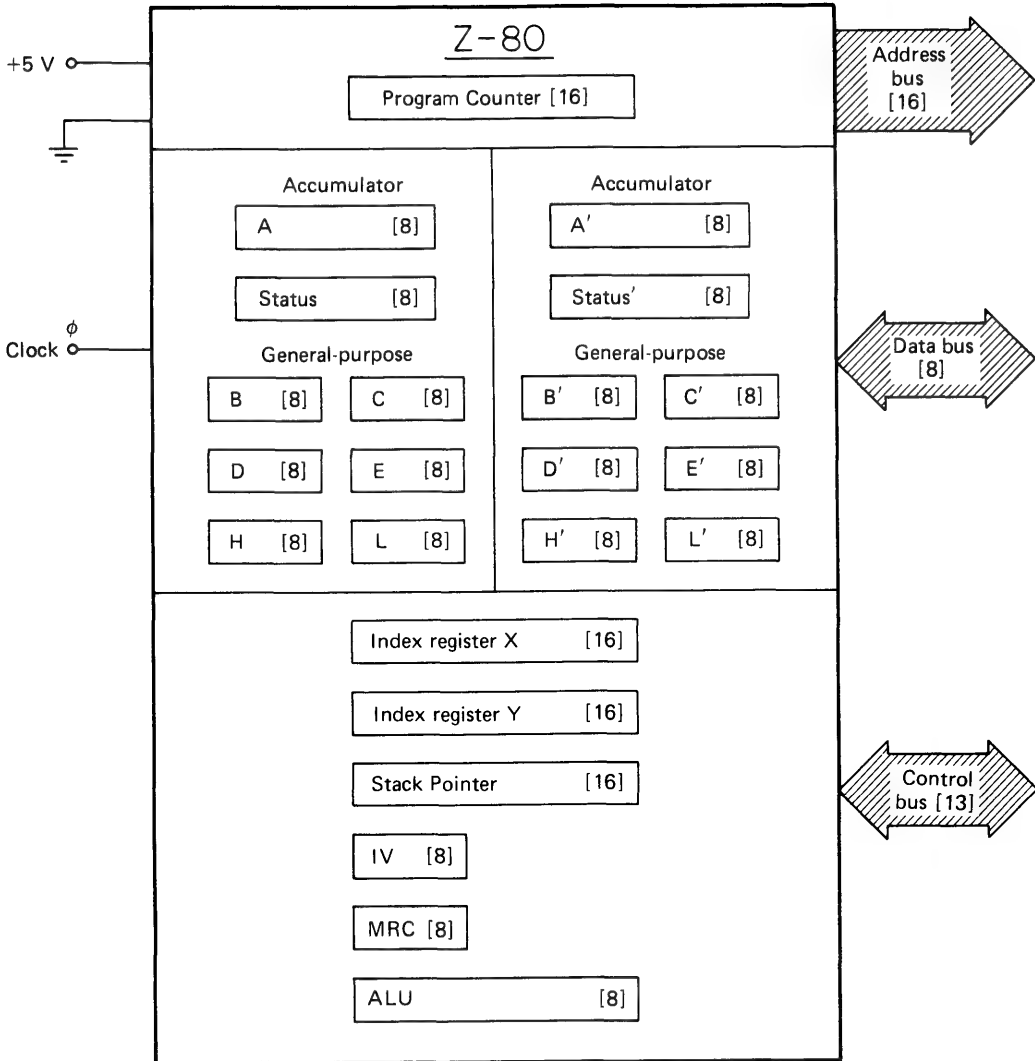 Z-80
+5 V
Program Counter [16]
Address
bus
[16]
Accumulator
A [8]
Status [8]
General-purpose
B [8]
C [8]
D [8]
E [8]
H [8]
L [8]
Accumulator
A' [8]
Status' [8]
General-purpose
B' [8]
C' [8]
D' [8]
E' [8]
H' [8]
L' [8]
ϕ
Clock
Data bus
[8]
Index register X [16]
Index register Y [16]
Stack Pointer [16]
IV [8]
MRC [8]
ALU [8]
Control
bus [13]